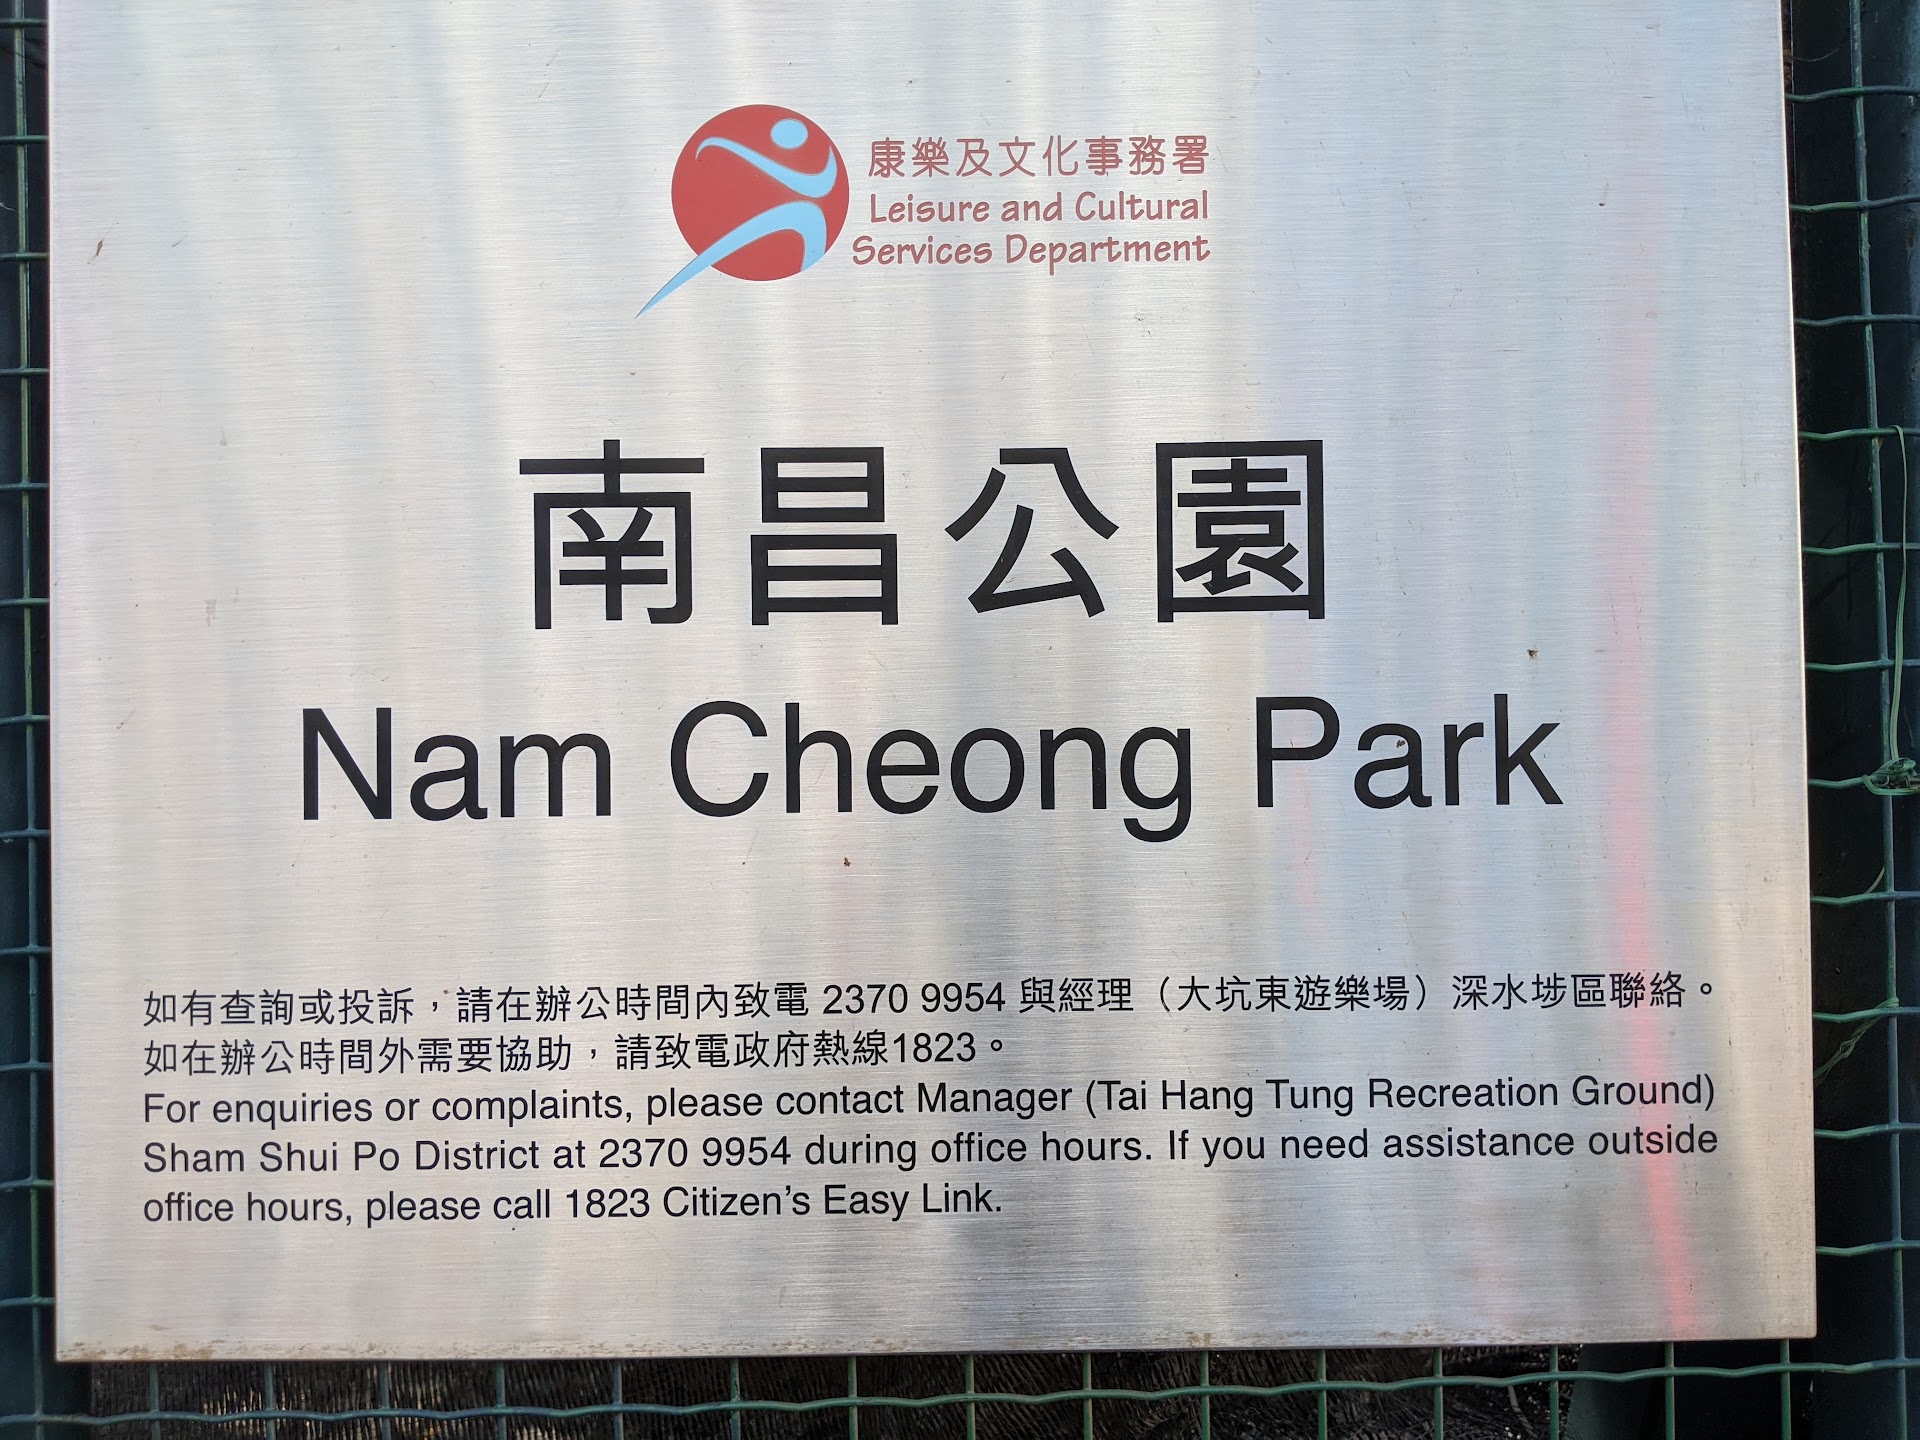 康樂及文化事務署
Leisure and Cultural
Services Department
南昌公園
Nam Cheong Park
如有查詢或投訴，請在辦公時間內致電 2370 9954 與經理（大坑東遊樂場）深水埗區聯絡。
如在辦公時間外需要協助，請致電政府熱線1823。
For enquiries or complaints, please contact Manager (Tai Hang Tung Recreation Ground)
Sham Shui Po District at 2370 9954 during office hours. If you need assistance outside
office hours, please call 1823 Citizen’s Easy Link.